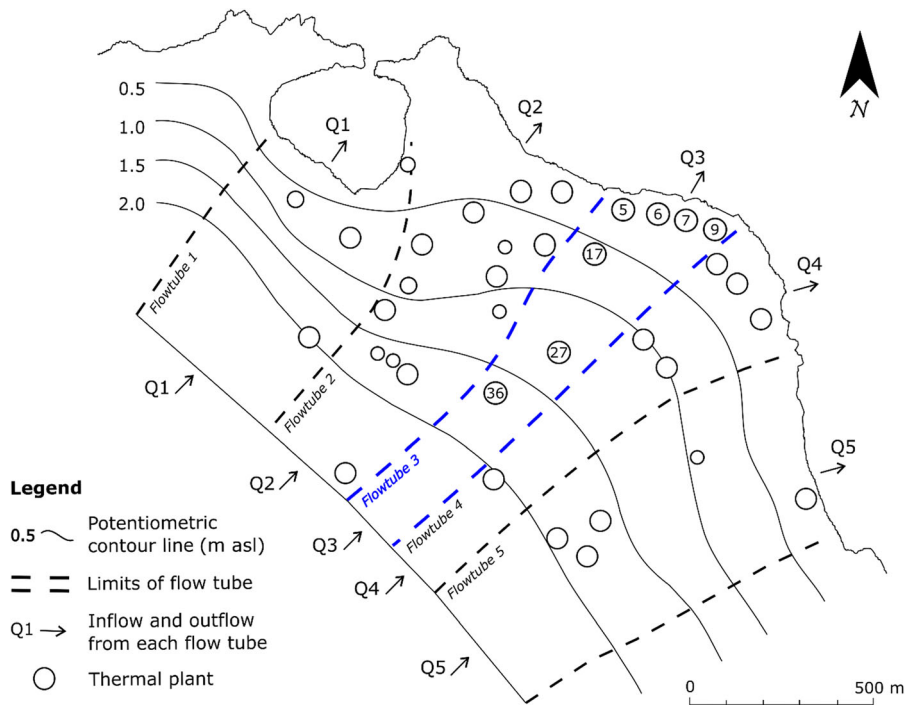 Q2
Q1
0.5
1.0
1.5
2.0
N
Q3
5
6
7
9
17
Q4
Flowtube 1
27
36
Q1
Flowtube 2
Q2
Flowtube 3
Q5
Legend
0.5
Potentiometric
contour line (m asl)
Q3
Flowtube 4
Limits of flow tube
Q4
Flowtube 5
Q1
Inflow and outflow
from each flow tube
Q5
Thermal plant
0
500 m